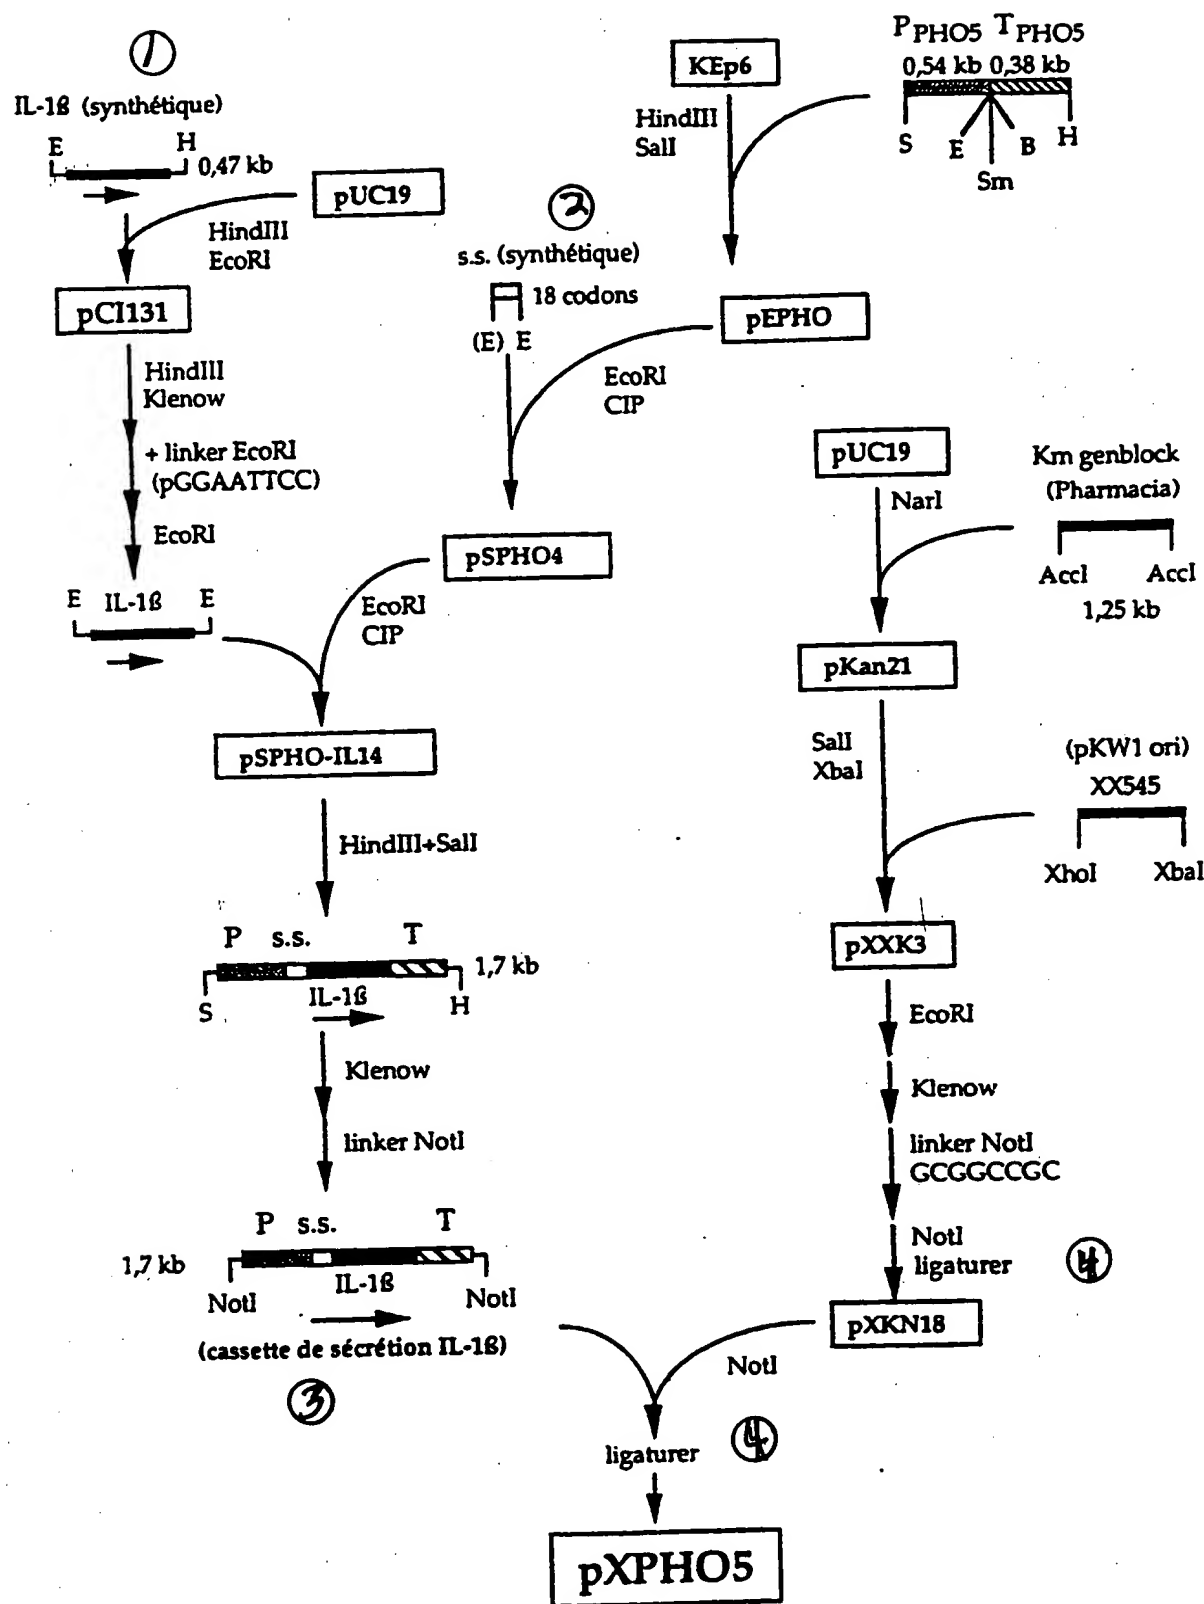 1
IL-1ß (synthétique)
E H
0,47 kb
pUC19
HindIII
EcoRI
pCI131
HindIII
Klenow
+ linker EcoRI
(pGGAATTCC)
EcoRI
E IL-1ß E
2
s.s. (synthétique)
18 codons
(E) E
KEp6
HindIII
SalI
PPHO5 TPHO5
0,54 kb 0,38 kb
S E Sm B H
pEPHO
EcoRI
CIP
pSPHO4
EcoRI
CIP
pSPHO-IL14
HindIII+SalI
P s.s. T
1,7 kb
S IL-1ß H
Klenow
linker NotI
P s.s. T
1,7 kb
NotI IL-1ß NotI
(cassette de sécrétion IL-1ß)
3
pUC19
NarI
Km genblock
(Pharmacia)
AccI AccI
1,25 kb
pKan21
SalI
XbaI
(pKW1 ori)
XX545
XhoI XbaI
pXXK3
EcoRI
Klenow
linker NotI
GCGGCCGC
NotI
ligaturer
4
pXKN18
NotI
ligaturer
4
pXPHO5